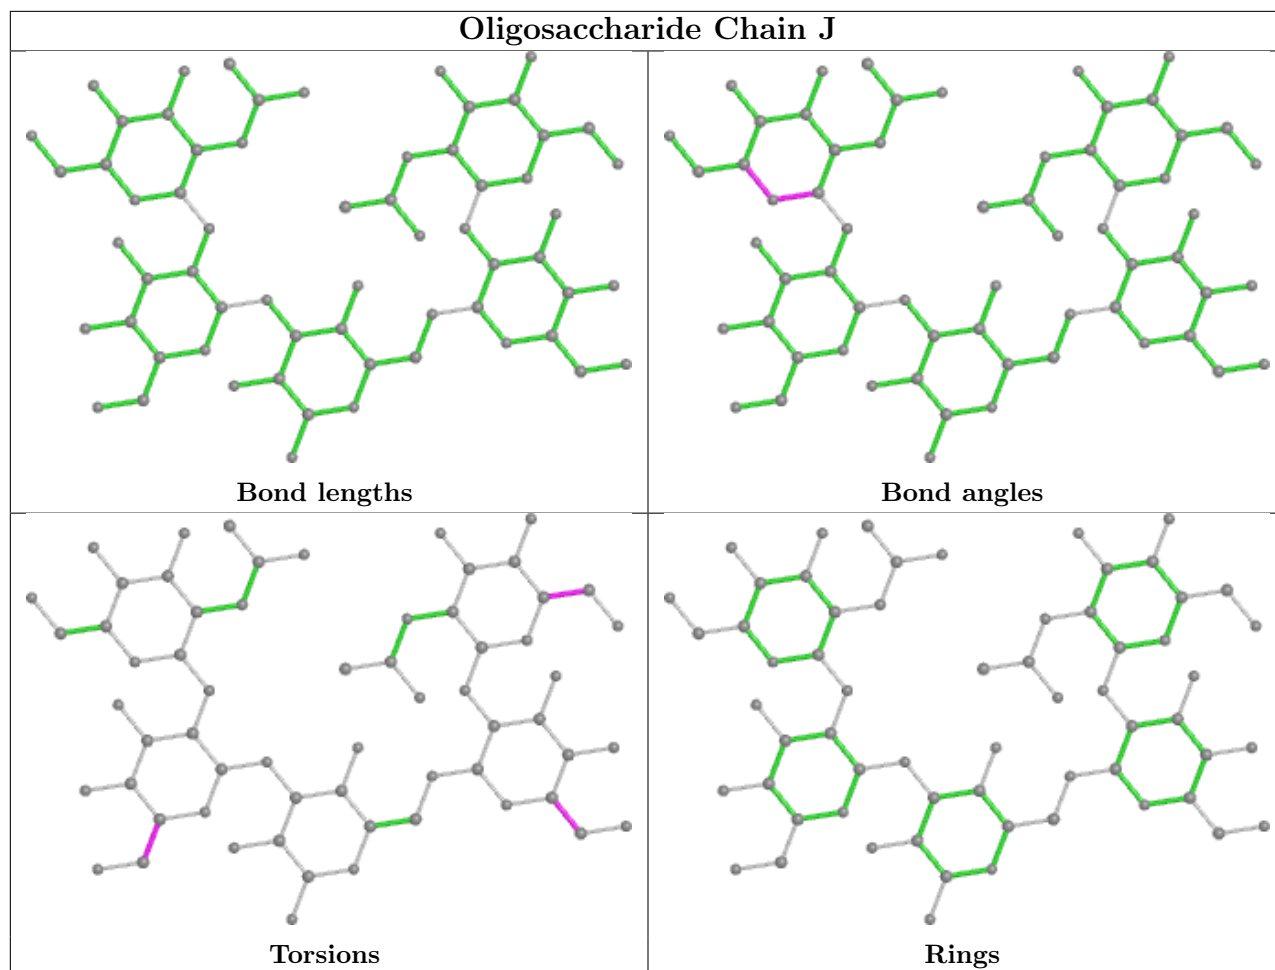 Oligosaccharide Chain J
Bond lengths
Bond angles
Torsions
Rings